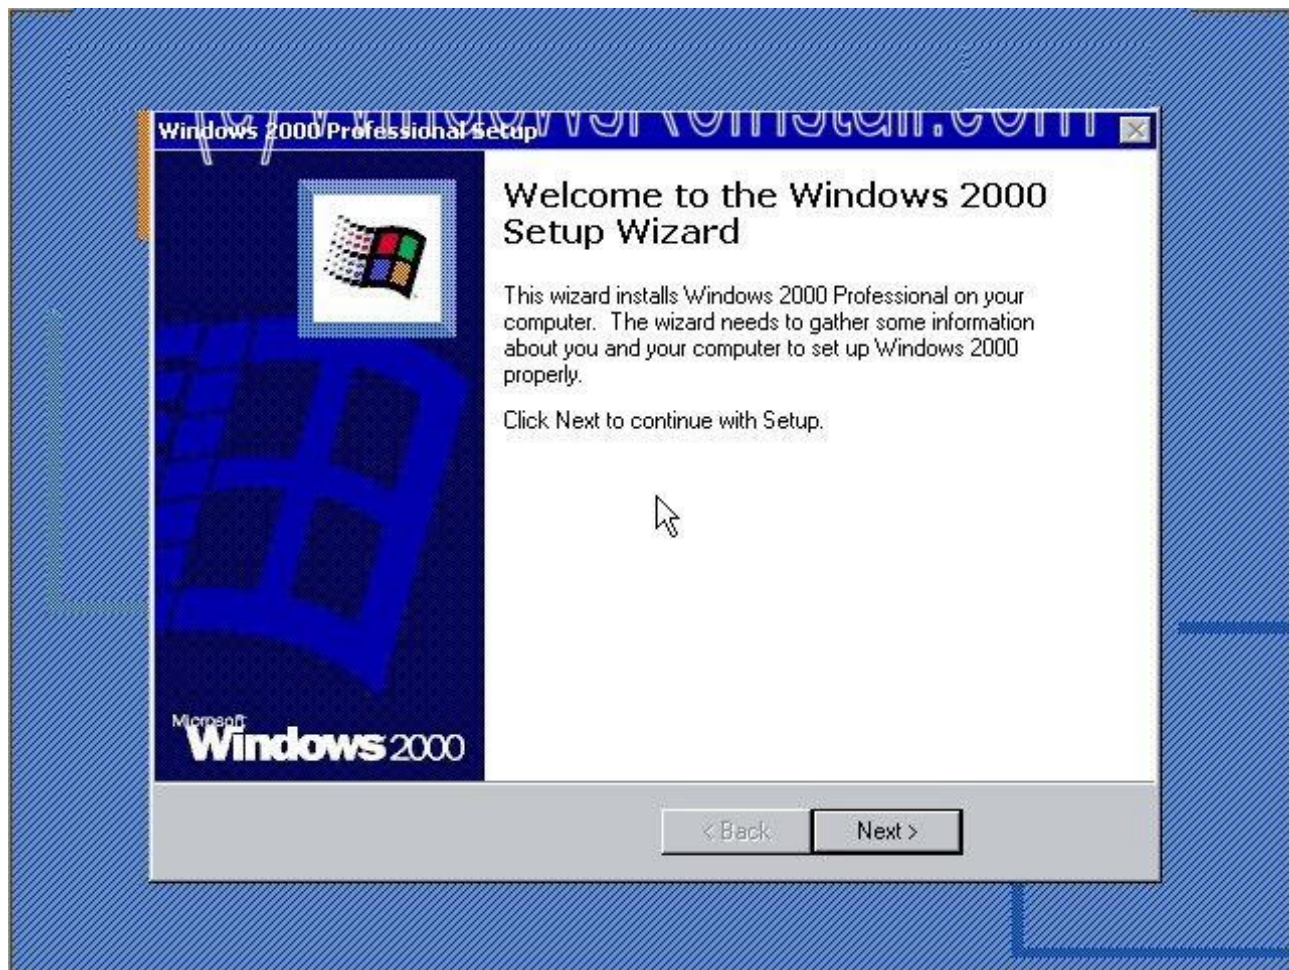 Windows 2000 Professional Setup
Welcome to the Windows 2000
Setup Wizard
This wizard installs Windows 2000 Professional on your
computer. The wizard needs to gather some information
about you and your computer to set up Windows 2000
properly.
Click Next to continue with Setup.
Microsoft
Windows 2000
< Back
Next >